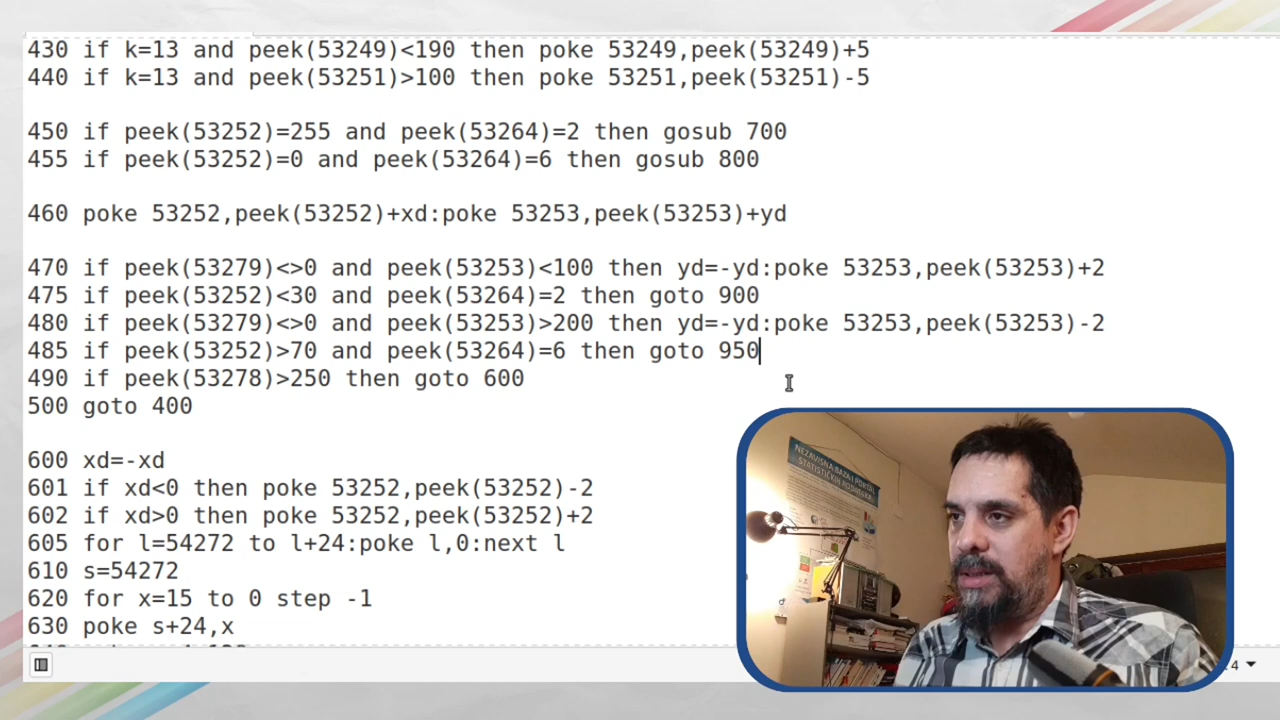 430 if k=13 and peek(53249)<190 then poke 53249,peek(53249)+5
440 if k=13 and peek(53251)>100 then poke 53251,peek(53251)-5
450 if peek(53252)=255 and peek(53264)=2 then gosub 700
455 if peek(53252)=0 and peek(53264)=6 then gosub 800
460 poke 53252,peek(53252)+xd:poke 53253,peek(53253)+yd
470 if peek(53279)<>0 and peek(53253)<100 then yd=-yd:poke 53253,peek(53253)+2
475 if peek(53252)<30 and peek(53264)=2 then goto 900
480 if peek(53279)<>0 and peek(53253)>200 then yd=-yd:poke 53253,peek(53253)-2
485 if peek(53252)>70 and peek(53264)=6 then goto 950
490 if peek(53278)>250 then goto 600
500 goto 400
600 xd=-xd
601 if xd<0 then poke 53252,peek(53252)-2
602 if xd>0 then poke 53252,peek(53252)+2
605 for l=54272 to l+24:poke l,0:next l
610 s=54272
620 for x=15 to 0 step -1
630 poke s+24,x
NEZAVISNA BAZA I PORTAL
STATISTIČKIH PODATAKA
4